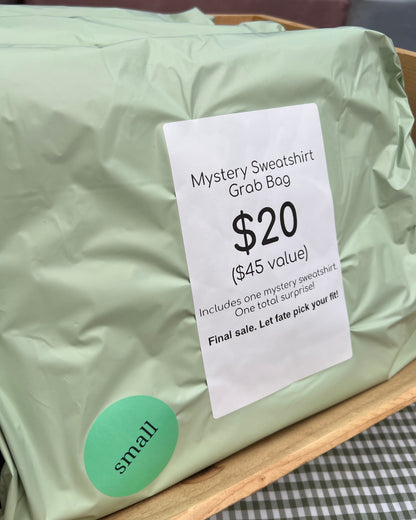 Mystery Sweatshirt
Grab Bag
$20
($45 value)
Includes one mystery sweatshirt.
One total surprise!
Final sale. Let fate pick your fit!
small